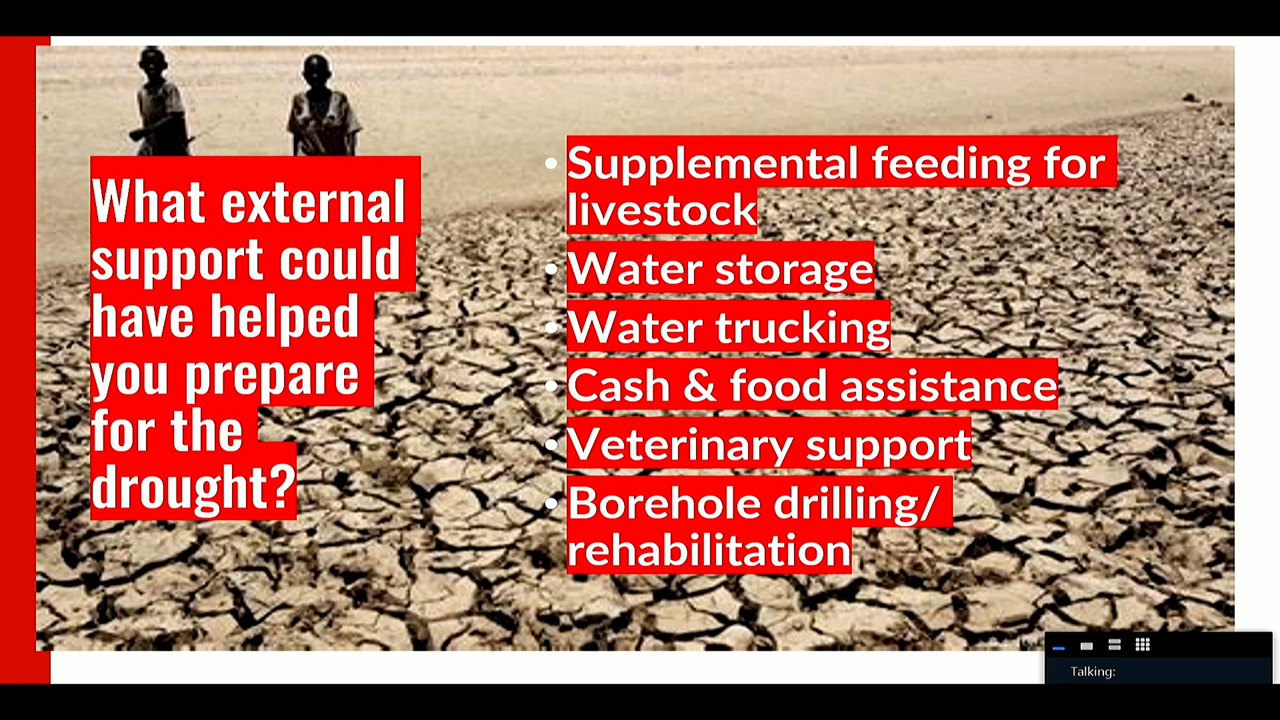 What external
support could
have helped
you prepare
for the
drought?
• Supplemental feeding for
livestock
• Water storage
• Water trucking
• Cash & food assistance
• Veterinary support
• Borehole drilling/
rehabilitation
Talking: